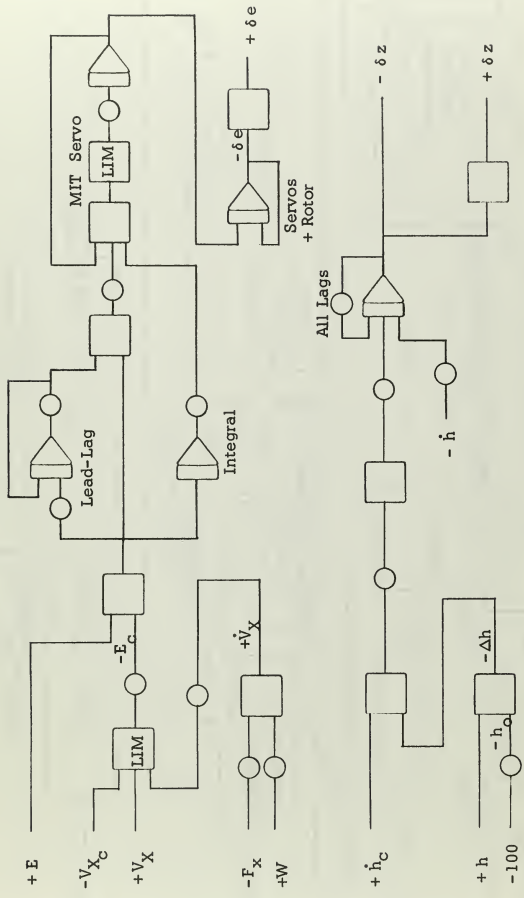 + E
-V_Xc
+V_X
-F_x
+W
LIM
-E_c
+V̇_X
Lead-Lag
Integral
MIT Servo
LIM
-δe
+ δe
Servos
+ Rotor
+ ḣ_c
+ h
-100
-h_o
-Δh
- ḣ
All Lags
- δz
+ δz